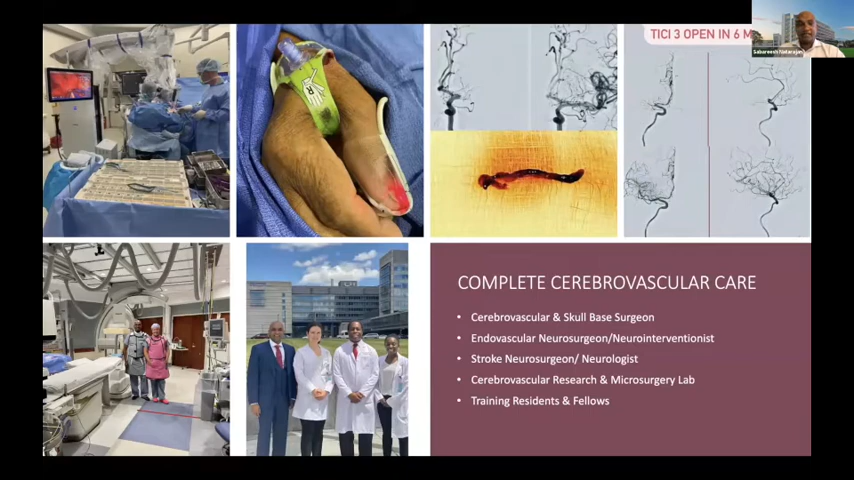 TICI 3 OPEN IN 6 M
R
COMPLETE CEREBROVASCULAR CARE
• Cerebrovascular & Skull Base Surgeon
• Endovascular Neurosurgeon/Neurointerventionist
• Stroke Neurosurgeon/ Neurologist
• Cerebrovascular Research & Microsurgery Lab
• Training Residents & Fellows